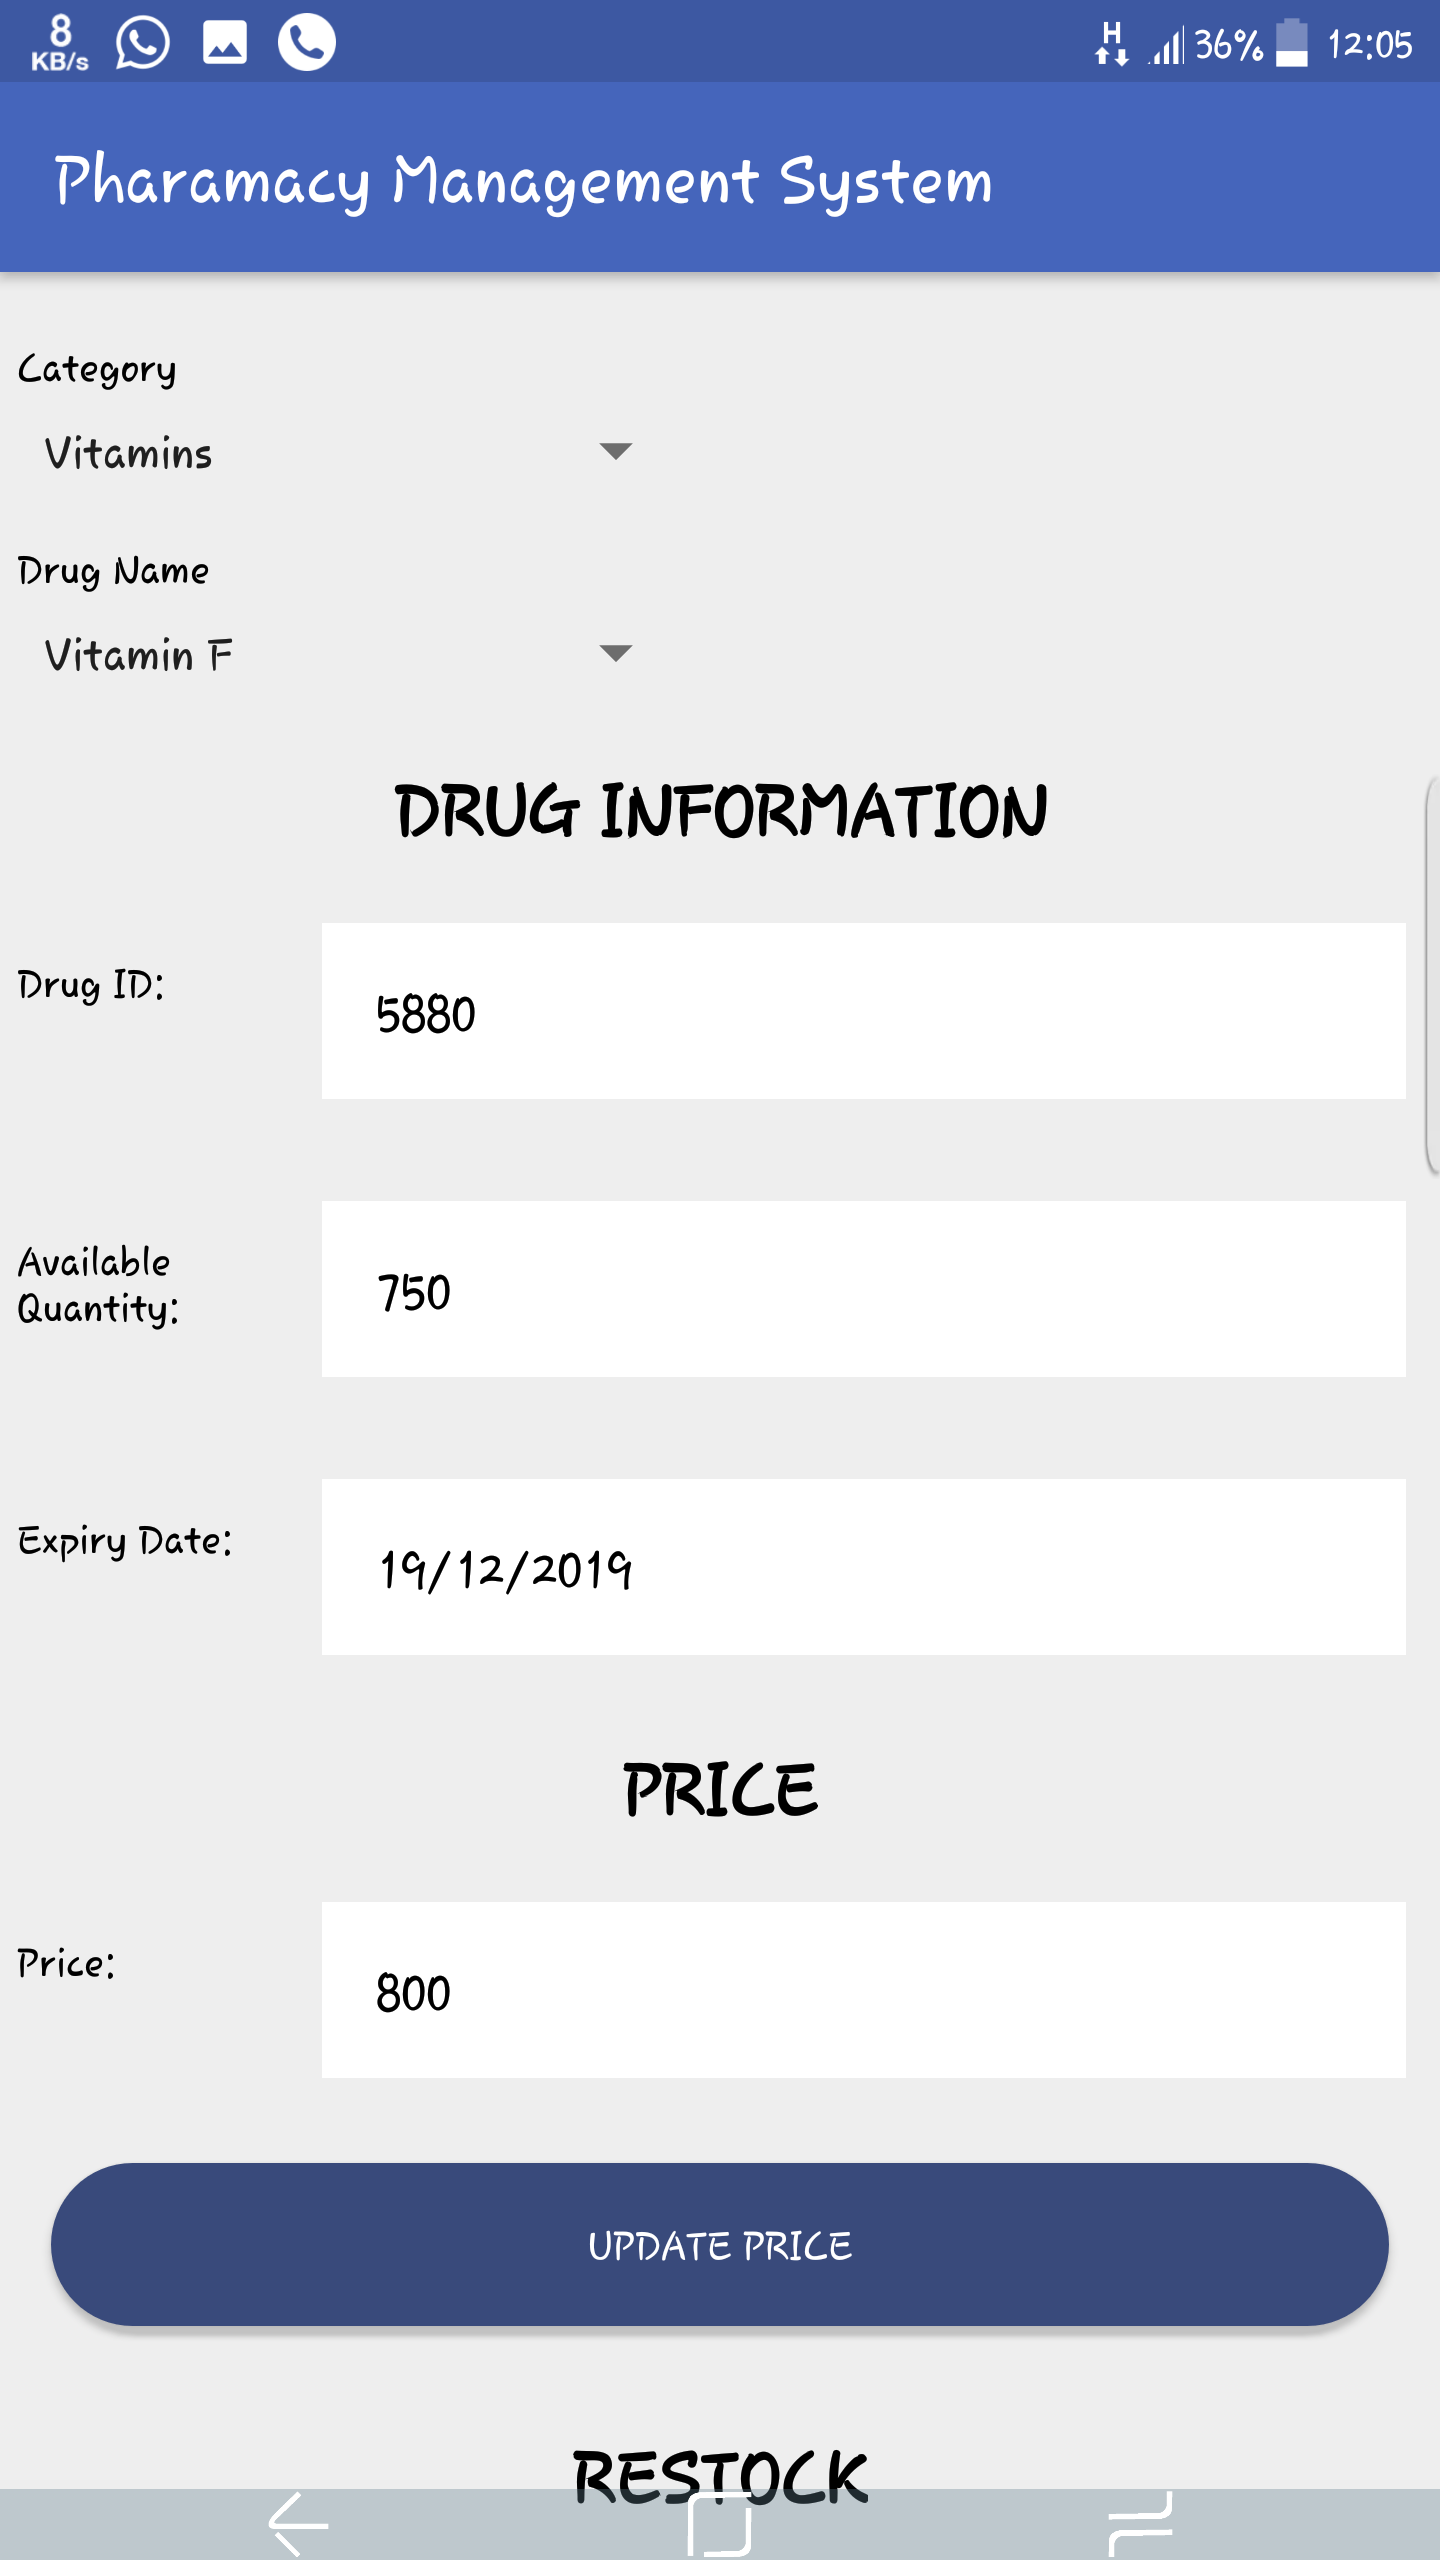 8
KB/s
H
36%
12:05
Pharamacy Management System
Category
Vitamins
Drug Name
Vitamin F
DRUG INFORMATION
Drug ID:
5880
Available
Quantity:
750
Expiry Date:
19/12/2019
PRICE
Price:
800
UPDATE PRICE
RESTOCK